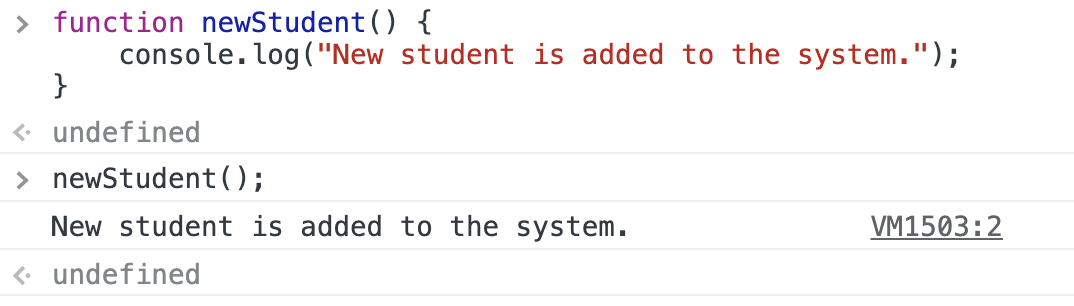 > function newStudent() {
    console.log("New student is added to the system.");
}
undefined
> newStudent();
New student is added to the system. VM1503:2
undefined